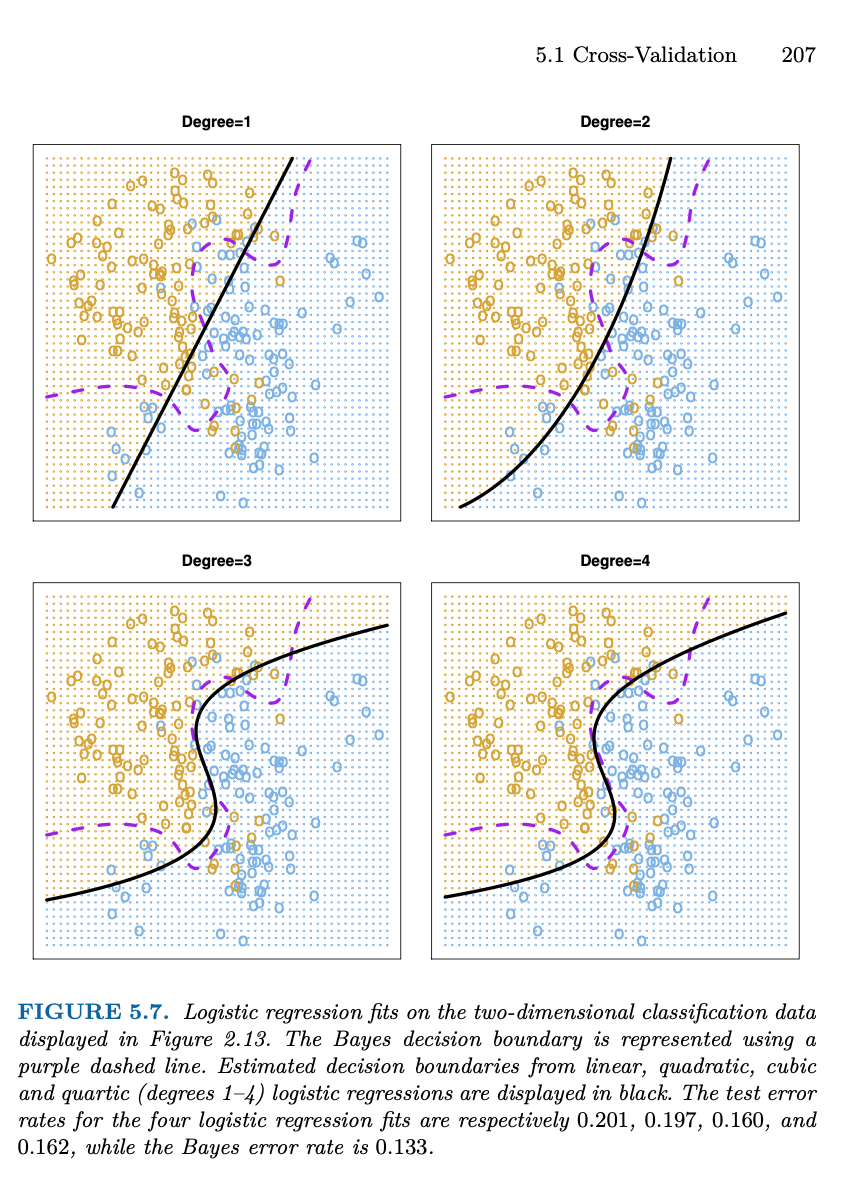 5.1 Cross-Validation 207
Degree=1
Degree=2
Degree=3
Degree=4
FIGURE 5.7. Logistic regression fits on the two-dimensional classification data
displayed in Figure 2.13. The Bayes decision boundary is represented using a
purple dashed line. Estimated decision boundaries from linear, quadratic, cubic
and quartic (degrees 1–4) logistic regressions are displayed in black. The test error
rates for the four logistic regression fits are respectively 0.201, 0.197, 0.160, and
0.162, while the Bayes error rate is 0.133.